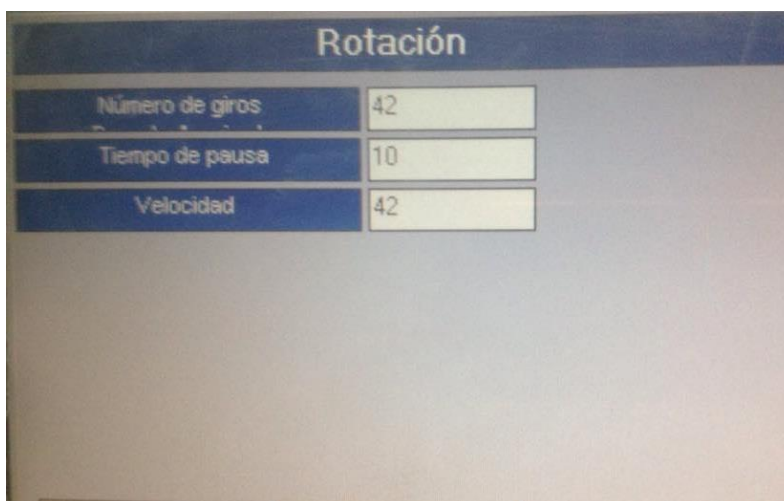 Rotación
Número de giros 42
Tiempo de pausa 10
Velocidad 42